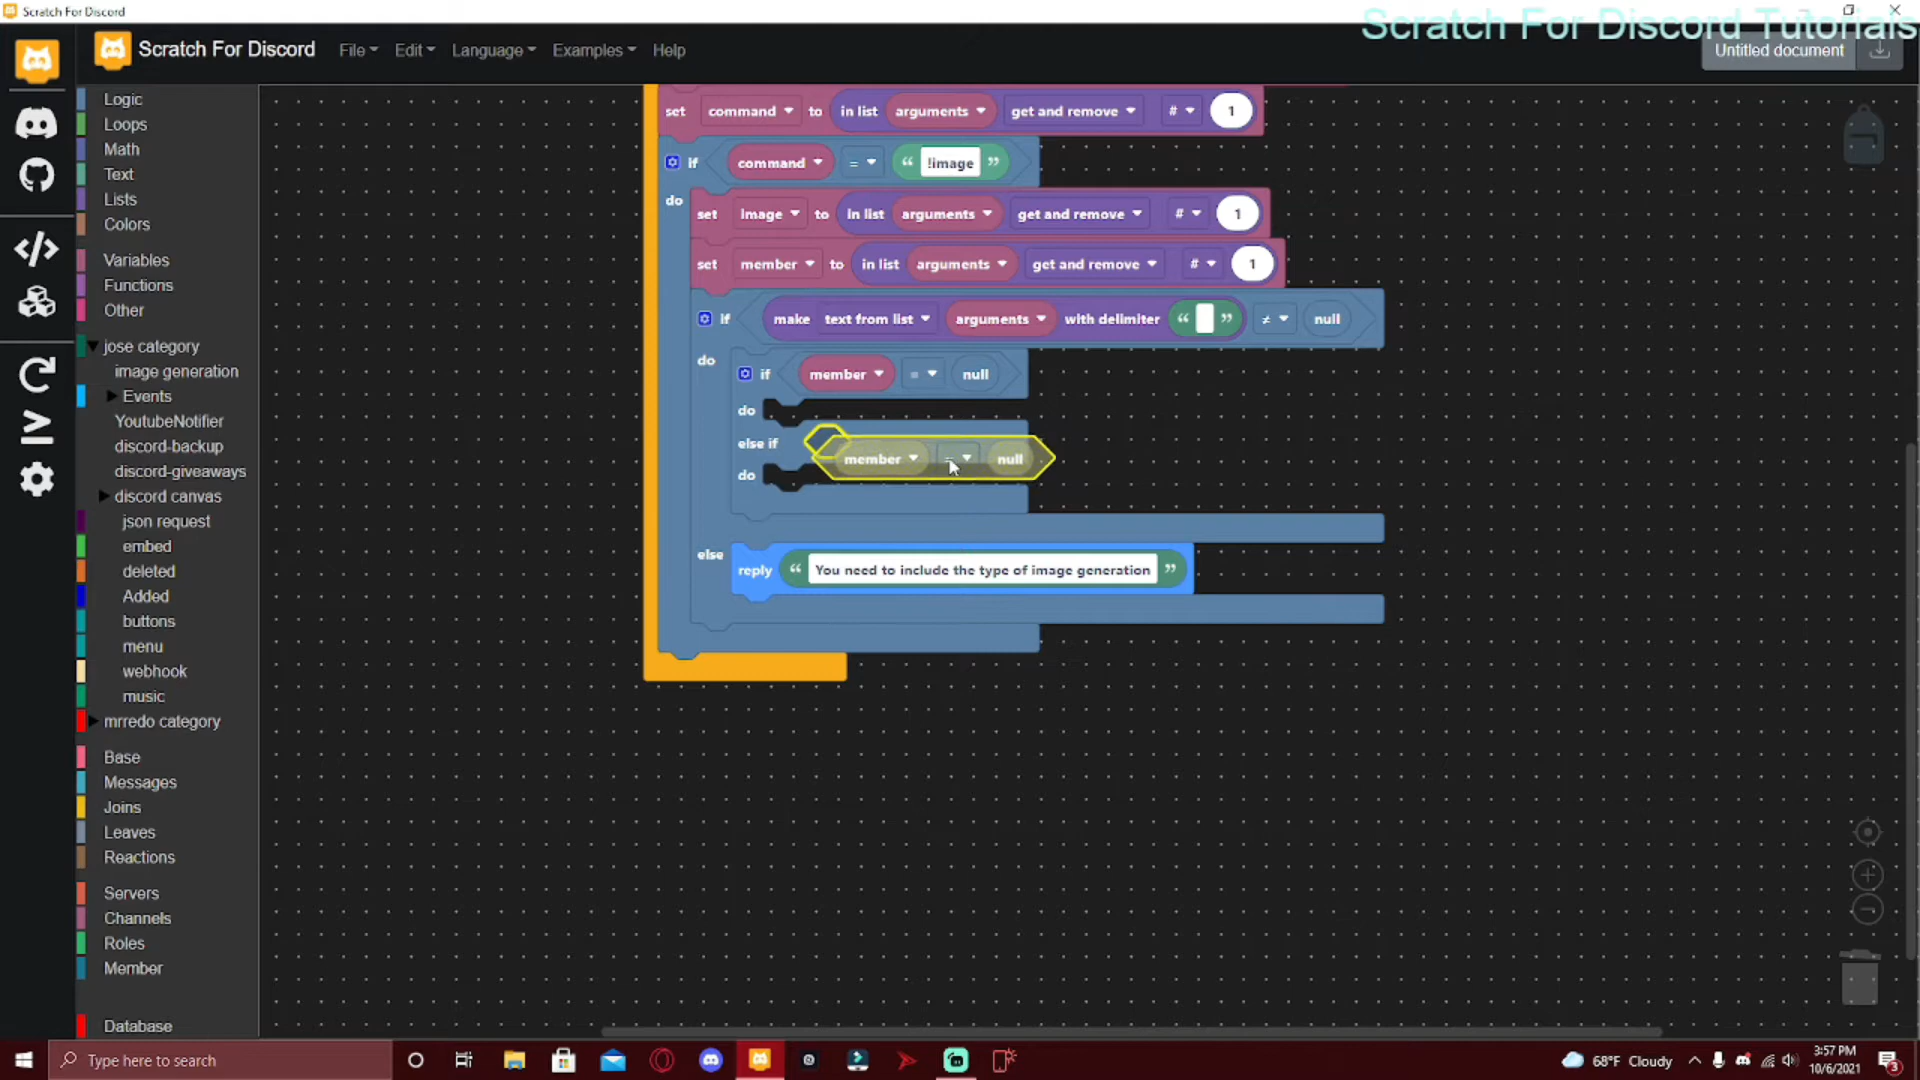 Scratch For Discord
Scratch For Discord Tutorials
Scratch For Discord File Edit Language Examples Help
Untitled document
Logic
Loops
Math
Text
Lists
Colors
Variables
Functions
Other
jose category
image generation
Events
YoutubeNotifier
discord-backup
discord-giveaways
discord canvas
json request
embed
deleted
Added
buttons
menu
webhook
music
mrredo category
Base
Messages
Joins
Leaves
Reactions
Servers
Channels
Roles
Member
Database
set command to in list arguments get and remove # 1
if command = “ !image ”
do set Image to in list arguments get and remove # 1
set member to in list arguments get and remove # 1
if make text from list arguments with delimiter “ ” ≠ null
do if member = null
do
else if member = null
do
else reply “ You need to include the type of image generation ”
Type here to search
68°F Cloudy
3:57 PM
10/6/2021
3